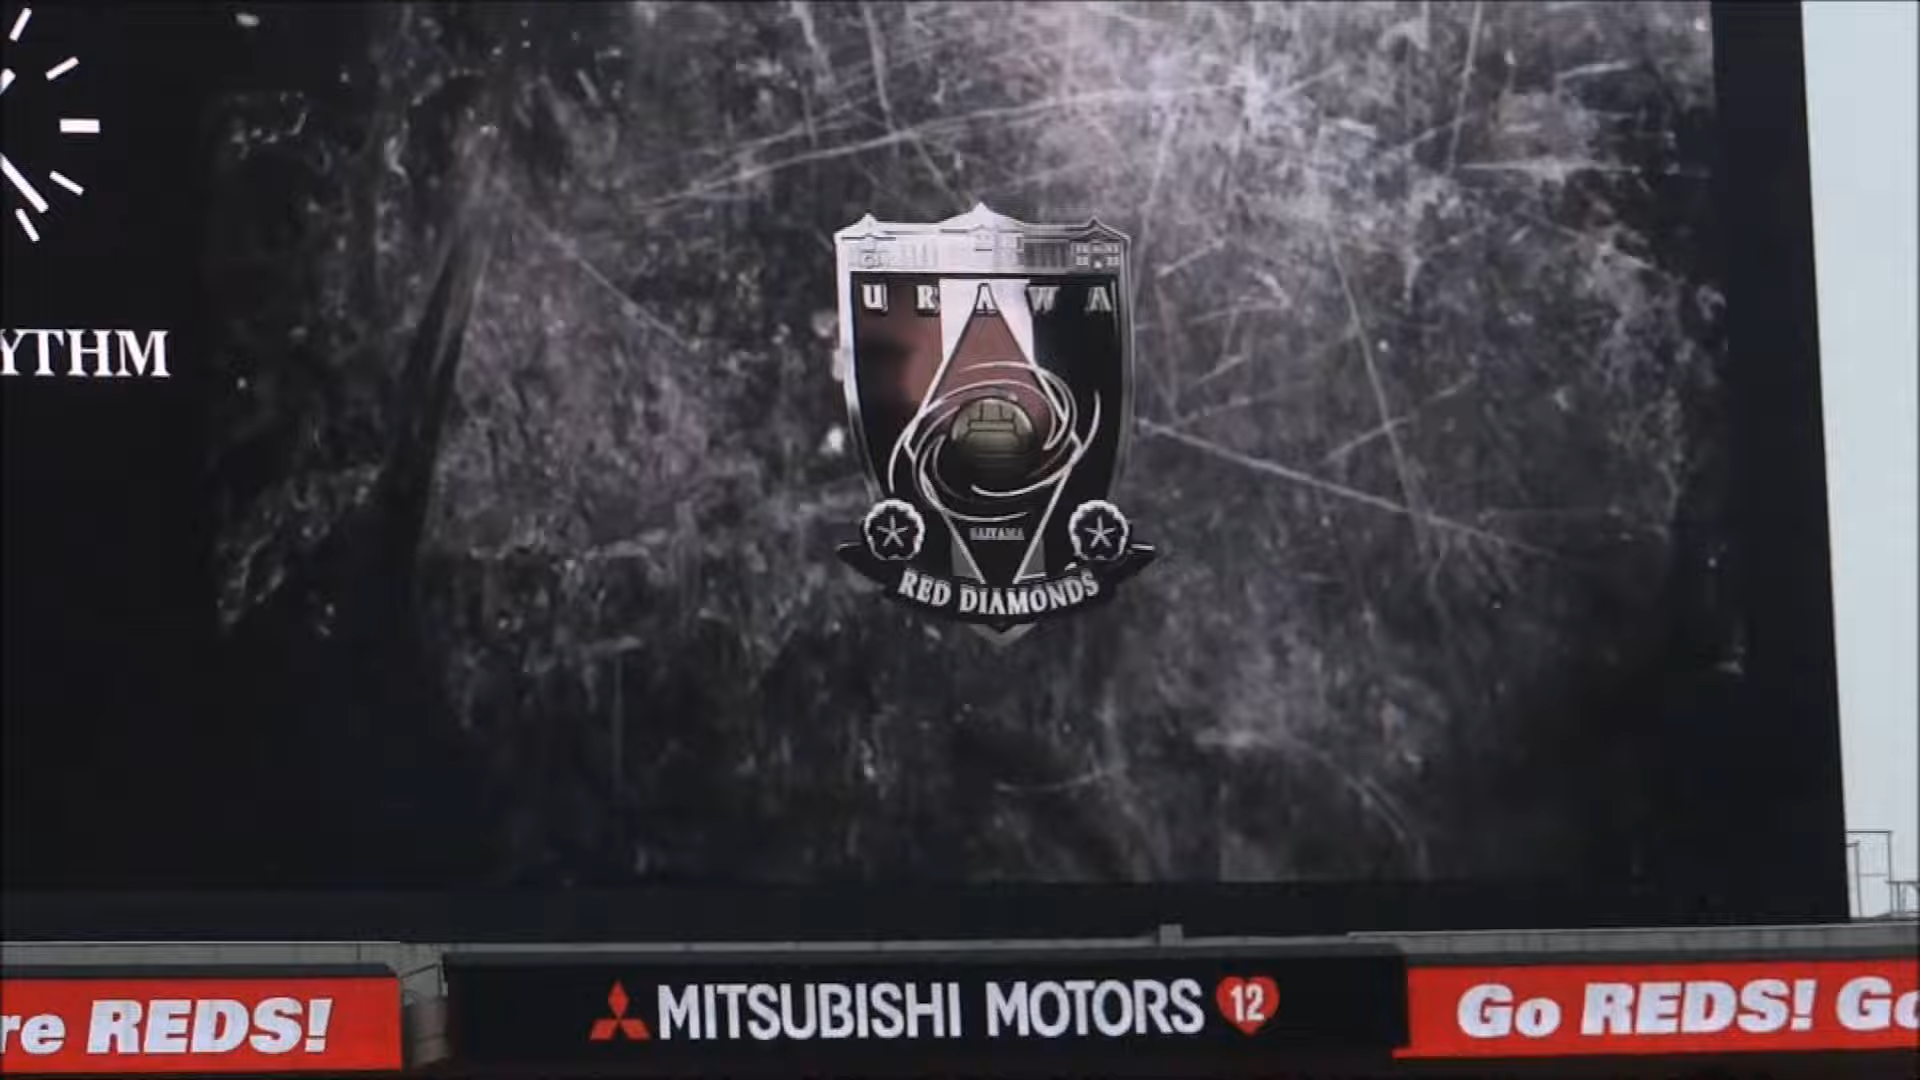 YTHM
URAWA
SAITAMA
RED DIAMONDS
re REDS!
MITSUBISHI MOTORS 12
Go REDS! Go